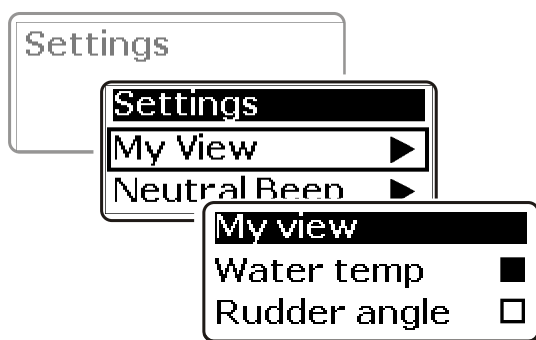 Settings
Settings
My View
Neutral Beep
My view
Water temp
Rudder angle